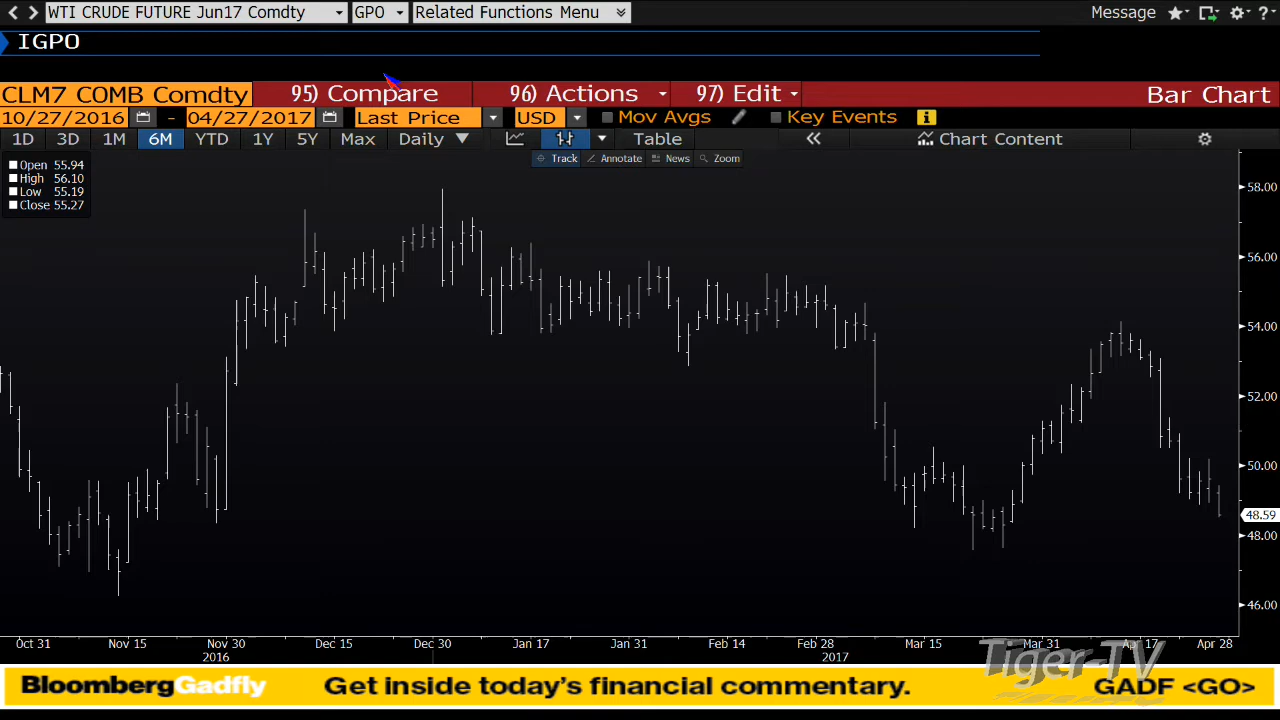 WTI CRUDE FUTURE Jun17 Comdty GPO Related Functions Menu Message ?
IGPO
CLM7 COMB Comdty 95) Compare 96) Actions 97) Edit Bar Chart
10/27/2016 - 04/27/2017 Last Price USD Mov Avgs Key Events
1D 3D 1M 6M YTD 1Y 5Y Max Daily Table « Chart Content
Track Annotate News Zoom
Open 55.94
High 56.10
Low 55.19
Close 55.27
58.00
56.00
54.00
52.00
50.00
48.59
48.00
46.00
Oct 31 Nov 15 Nov 30 Dec 15 Dec 30 Jan 17 Jan 31 Feb 14 Feb 28 Mar 15 Mar 31 Apr 17 Apr 28
2016 2017
Tiger-TV
BloombergGadfly Get inside today's financial commentary. GADF <GO>